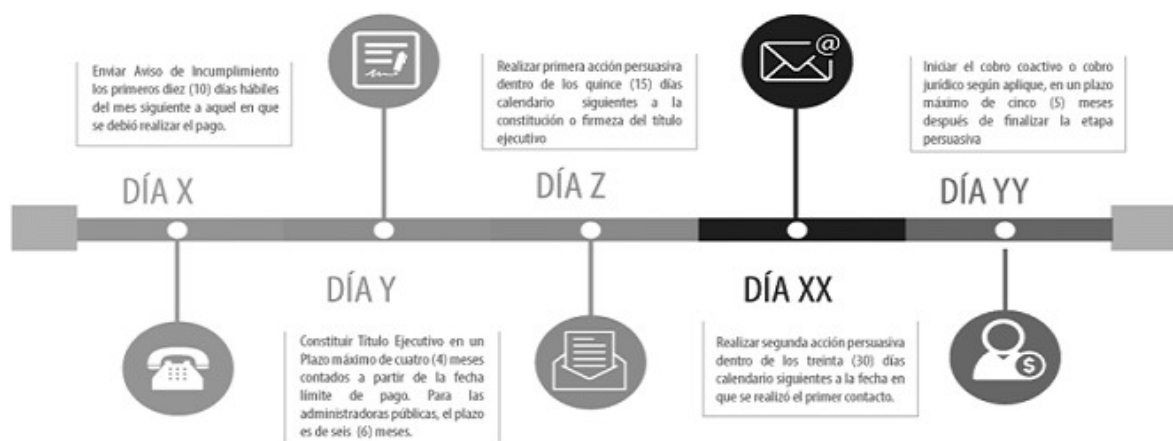 @
Enviar Aviso de Incumplimiento
los primeros diez (10) días hábiles
del mes siguiente a aquel en que
se debió realizar el pago.
DÍA X
Constituir Título Ejecutivo en un
Plazo máximo de cuatro (4) meses
contados a partir de la fecha
límite de pago. Para las
administradoras públicas, el plazo
es de seis (6) meses.
DÍA Y
Realizar primera acción persuasiva
dentro de los quince (15) días
calendario siguientes a la
constitución o firmeza del título
ejecutivo
DÍA Z
DÍA XX
Realizar segunda acción persuasiva
dentro de los treinta (30) días
calendario siguientes a la fecha en
que se realizó el primer contacto.
Iniciar el cobro coactivo o cobro
jurídico según aplique, en un plazo
máximo de cinco (5) meses
después de finalizar la etapa
persuasiva
DÍA YY
$